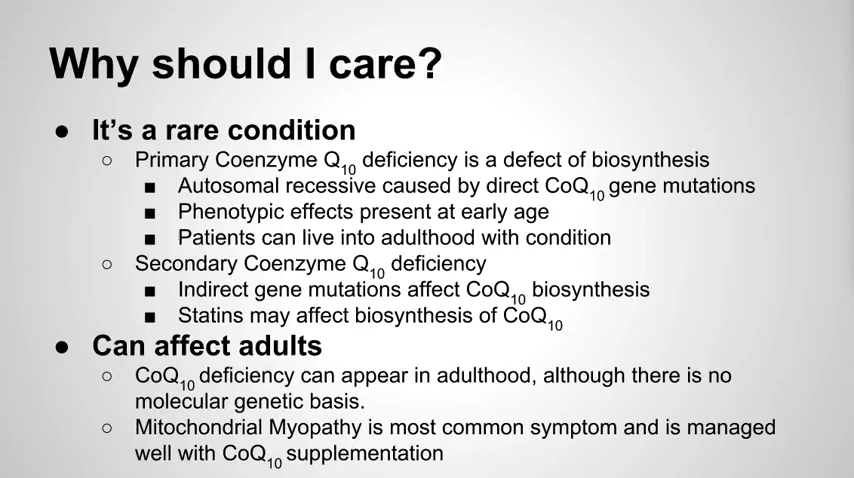 Why should I care?
● It’s a rare condition
○ Primary Coenzyme Q10 deficiency is a defect of biosynthesis
■ Autosomal recessive caused by direct CoQ10 gene mutations
■ Phenotypic effects present at early age
■ Patients can live into adulthood with condition
○ Secondary Coenzyme Q10 deficiency
■ Indirect gene mutations affect CoQ10 biosynthesis
■ Statins may affect biosynthesis of CoQ10
● Can affect adults
○ CoQ10 deficiency can appear in adulthood, although there is no
molecular genetic basis.
○ Mitochondrial Myopathy is most common symptom and is managed
well with CoQ10 supplementation